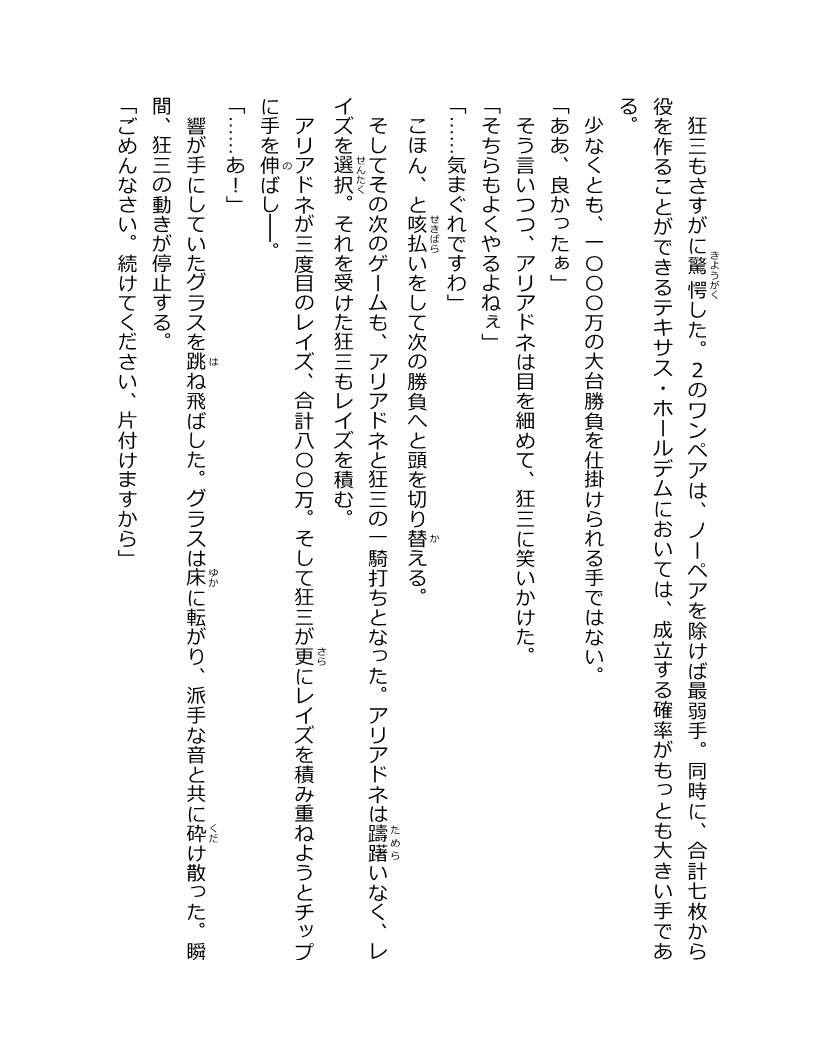 狂三もさすがに驚愕した。2のワンペアは、ノーペアを除けば最弱手。同時に、合計七枚から
役を作ることができるテキサス・ホールデムにおいては、成立する確率がもっとも大きい手であ
る。
少なくとも、一〇〇〇万の大台勝負を仕掛けられる手ではない。
「ああ、良かったぁ」
そう言いつつ、アリアドネは目を細めて、狂三に笑いかけた。
「そちらもよくやるよねぇ」
「……気まぐれですわ」
こほん、と咳払いをして次の勝負へと頭を切り替える。
そしてその次のゲームも、アリアドネと狂三の一騎打ちとなった。アリアドネは躊躇いなく、レ
イズを選択。それを受けた狂三もレイズを積む。
アリアドネが三度目のレイズ、合計八〇〇万。そして狂三が更にレイズを積み重ねようとチップ
に手を伸ばし――。
「……あ！」
響が手にしていたグラスを跳ね飛ばした。グラスは床に転がり、派手な音と共に砕け散った。瞬
間、狂三の動きが停止する。
「ごめんなさい。続けてください、片付けますから」